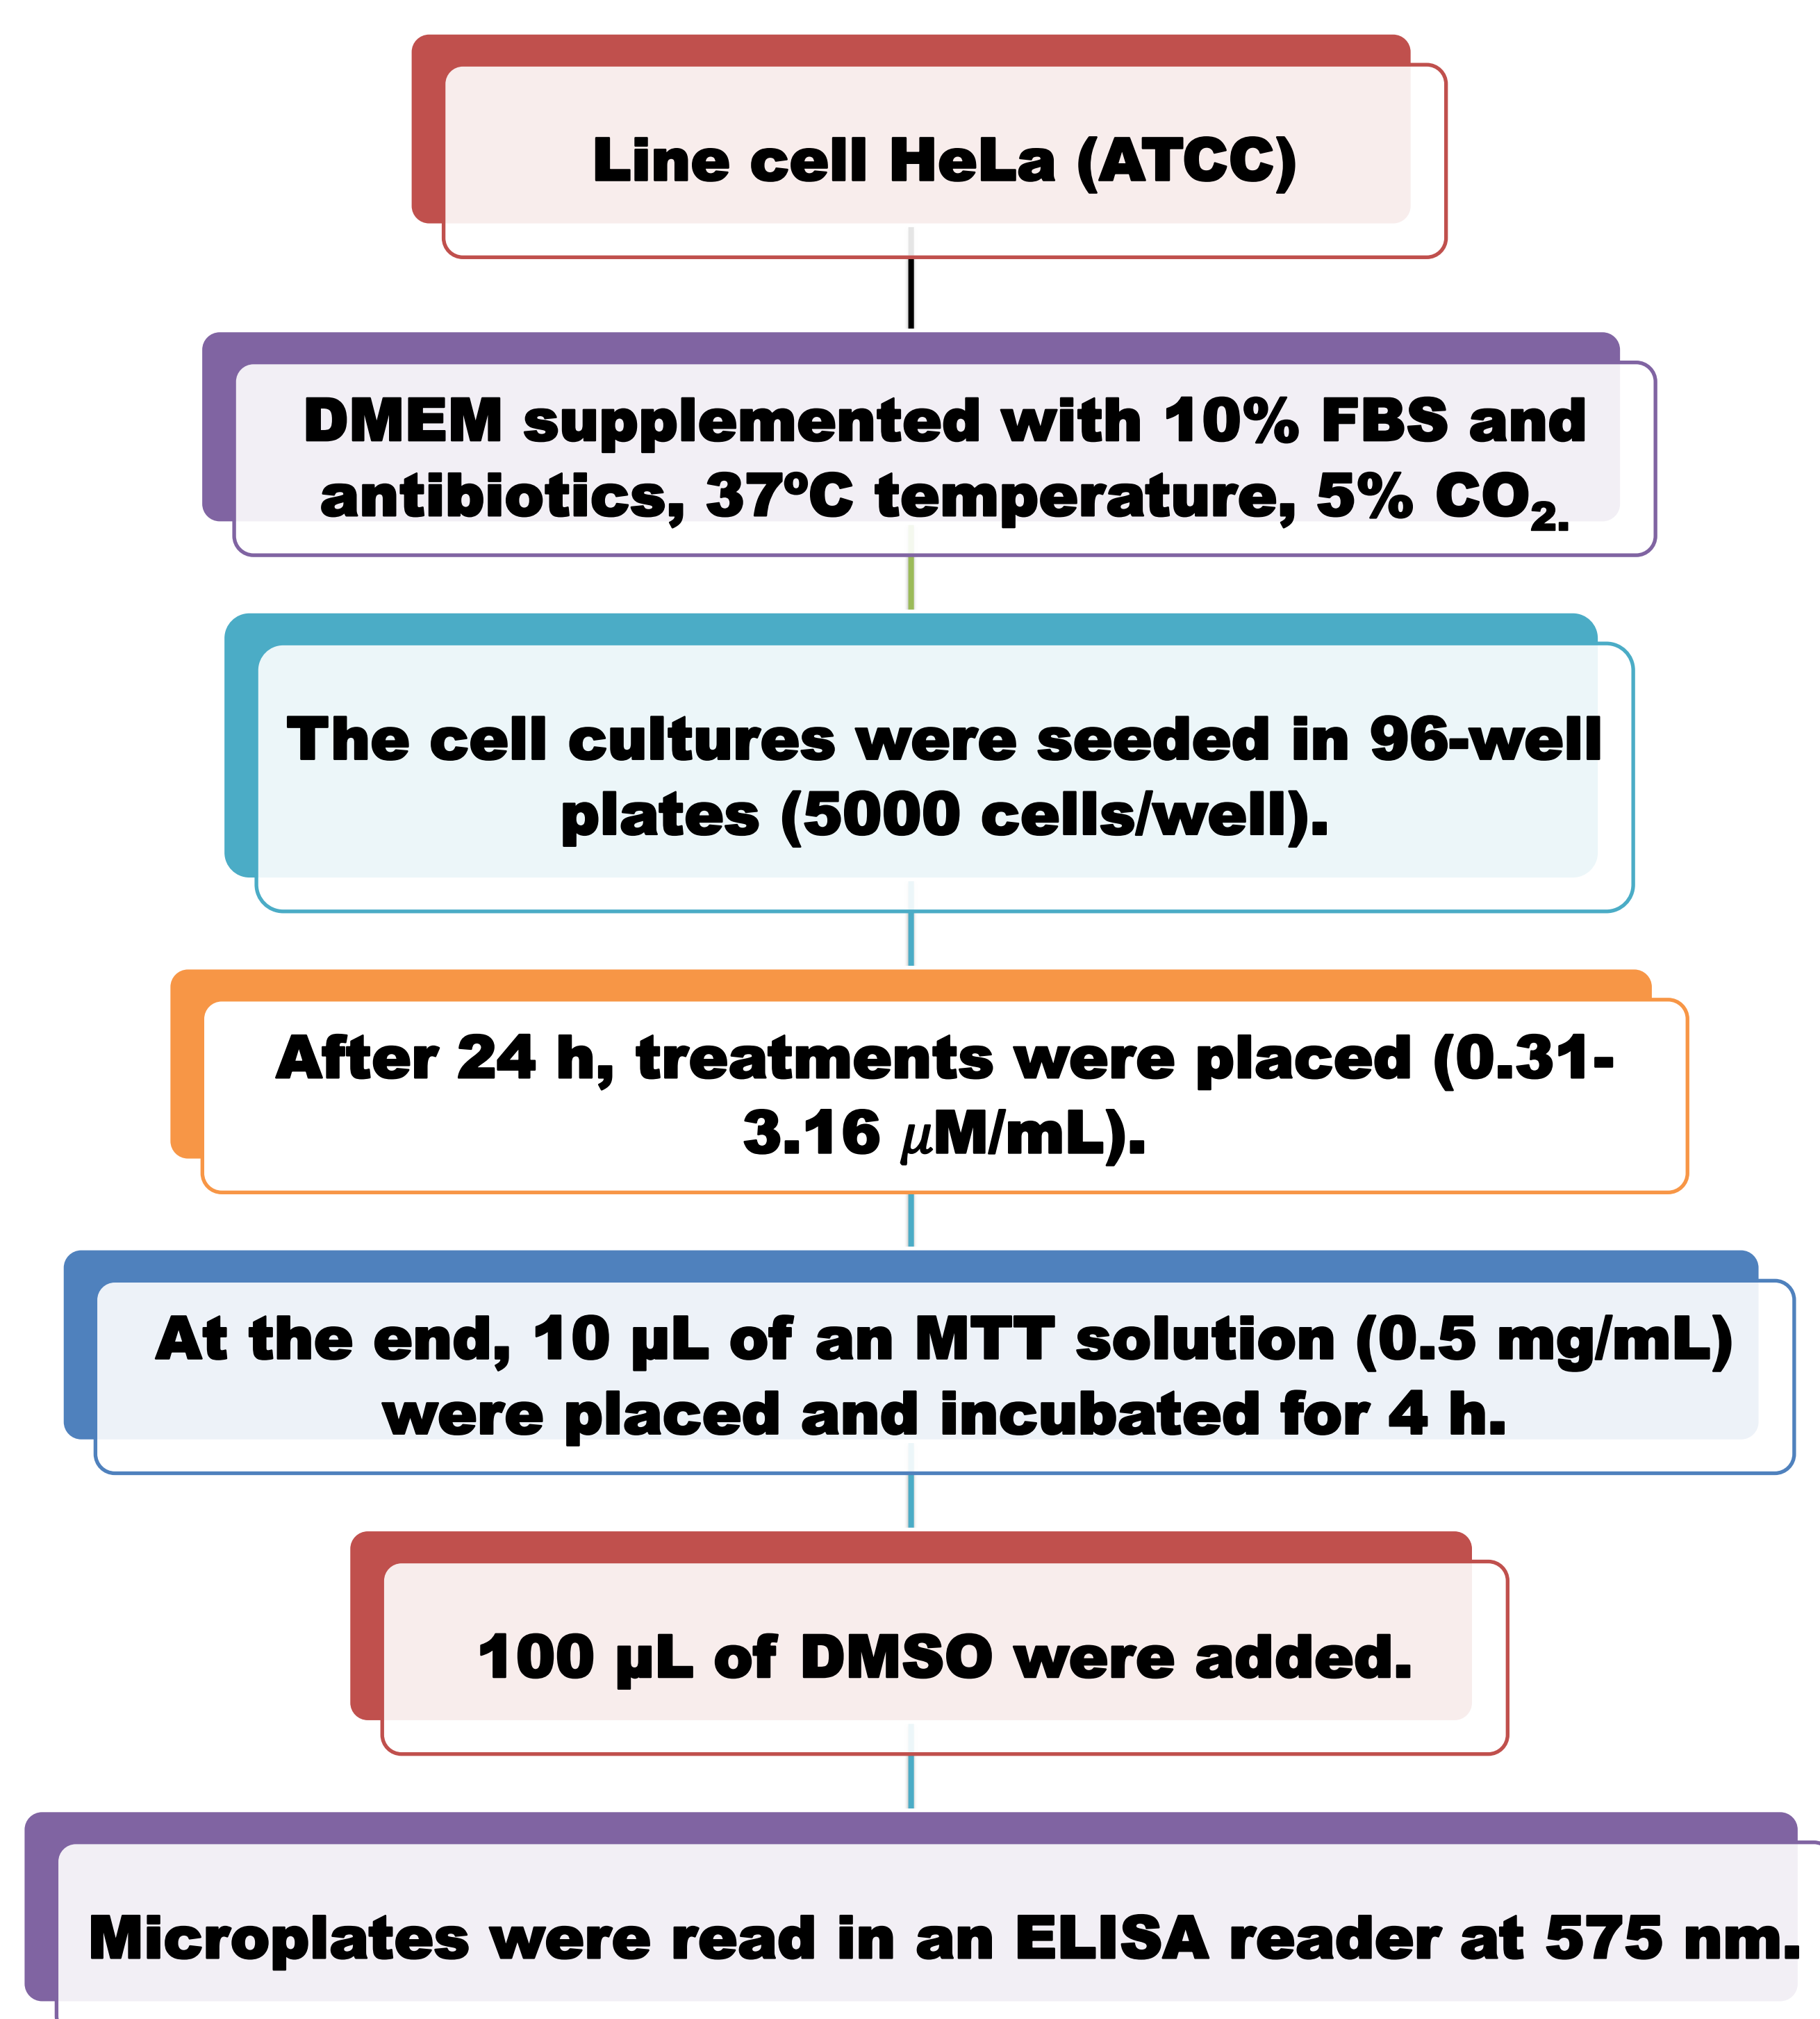 Line cell HeLa (ATCC)
DMEM supplemented with 10% FBS and
antibiotics, 37ºC temperature, 5% CO₂.
The cell cultures were seeded in 96-well
plates (5000 cells/well).
After 24 h, treatments were placed (0.31-
3.16 μM/mL).
At the end, 10 µL of an MTT solution (0.5 mg/mL)
were placed and incubated for 4 h.
100 µL of DMSO were added.
Microplates were read in an ELISA reader at 575 nm.